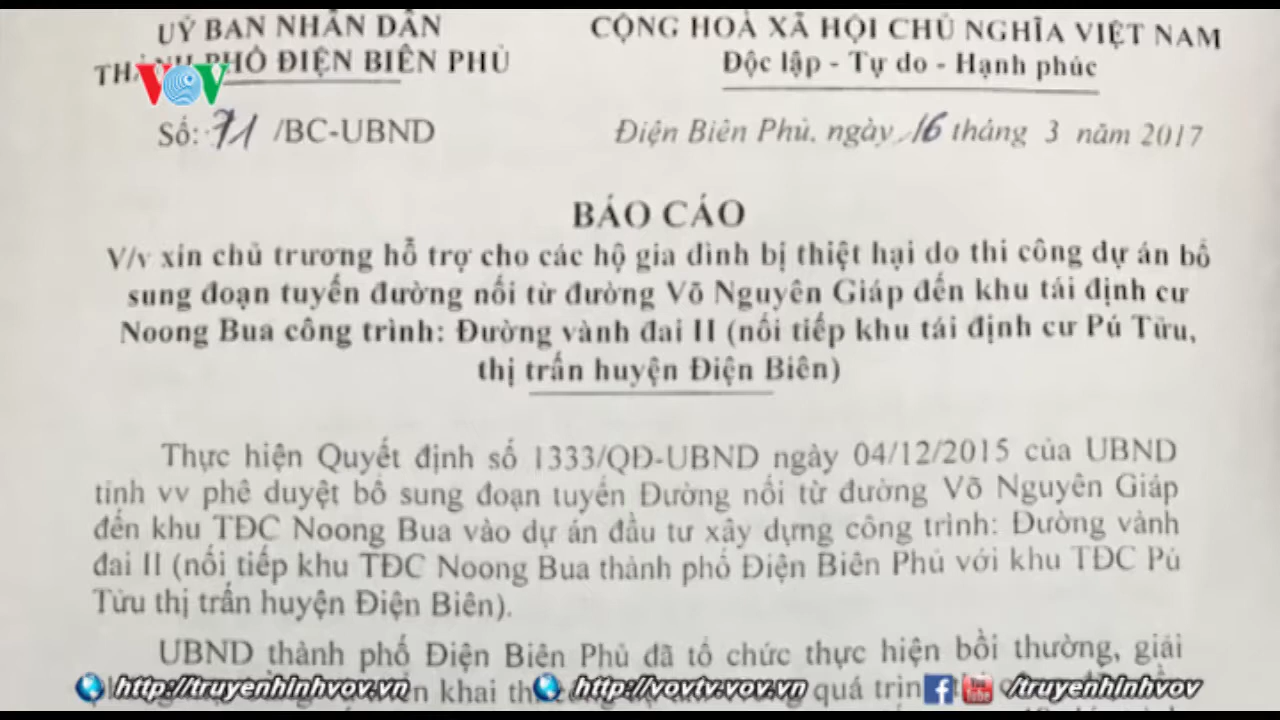 UỶ BAN NHÂN DÂN
THÀNH PHỐ ĐIỆN BIÊN PHỦ
CỘNG HOÀ XÃ HỘI CHỦ NGHĨA VIỆT NAM
Độc lập - Tự do - Hạnh phúc
VOV
Số: 71 /BC-UBND
Điện Biên Phủ, ngày 16 tháng 3 năm 2017
BÁO CÁO
V/v xin chủ trương hỗ trợ cho các hộ gia đình bị thiệt hại do thi công dự án bổ
sung đoạn tuyến đường nối từ đường Võ Nguyên Giáp đến khu tái định cư
Noong Bua công trình: Đường vành đai II (nối tiếp khu tái định cư Pú Tửu,
thị trấn huyện Điện Biên)
Thực hiện Quyết định số 1333/QĐ-UBND ngày 04/12/2015 của UBND
tỉnh vv phê duyệt bổ sung đoạn tuyến Đường nối từ đường Võ Nguyên Giáp
đến khu TĐC Noong Bua vào dự án đầu tư xây dựng công trình: Đường vành
đai II (nối tiếp khu TĐC Noong Bua thành phố Điện Biên Phủ với khu TĐC Pú
Tửu thị trấn huyện Điện Biên).
UBND thành phố Điện Biên Phủ đã tổ chức thực hiện bồi thường, giải
khai quá trình
http://truyenhinhvov.vn http://vovtv.vov.vn f You Tube /truyenhinhvov